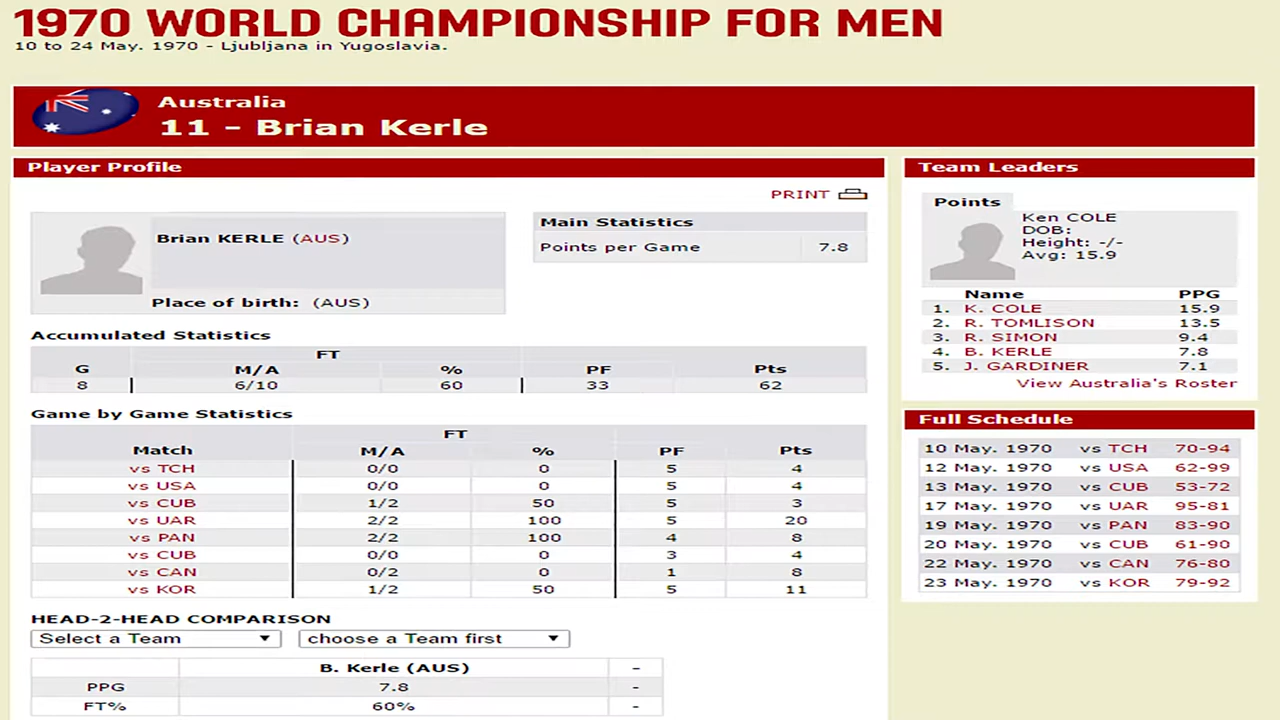 1970 WORLD CHAMPIONSHIP FOR MEN
10 to 24 May. 1970 - Ljubljana in Yugoslavia.
Australia
11 - Brian Kerle
Player Profile
PRINT
Brian KERLE (AUS)
Place of birth: (AUS)
Main Statistics
Points per Game 7.8
Accumulated Statistics
FT
G M/A % PF Pts
8 6/10 60 33 62
Game by Game Statistics
FT
Match M/A % PF Pts
vs TCH 0/0 0 5 4
vs USA 0/0 0 5 4
vs CUB 1/2 50 5 3
vs UAR 2/2 100 5 20
vs PAN 2/2 100 4 8
vs CUB 0/0 0 3 4
vs CAN 0/2 0 1 8
vs KOR 1/2 50 5 11
HEAD-2-HEAD COMPARISON
Select a Team choose a Team first
B. Kerle (AUS) -
PPG 7.8 -
FT% 60% -
Team Leaders
Points
Ken COLE
DOB:
Height: -/-
Avg: 15.9
Name PPG
1. K. COLE 15.9
2. R. TOMLISON 13.5
3. R. SIMON 9.4
4. B. KERLE 7.8
5. J. GARDINER 7.1
View Australia's Roster
Full Schedule
10 May. 1970 vs TCH 70-94
12 May. 1970 vs USA 62-99
13 May. 1970 vs CUB 53-72
17 May. 1970 vs UAR 95-81
19 May. 1970 vs PAN 83-90
20 May. 1970 vs CUB 61-90
22 May. 1970 vs CAN 76-80
23 May. 1970 vs KOR 79-92